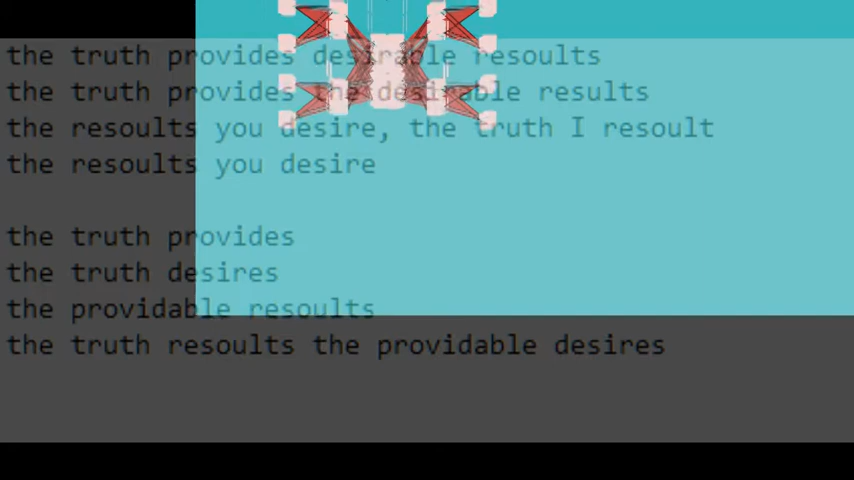 the truth provides desirable resoults
the truth provides the desirable results
the resoults you desire, the truth I resoult
the resoults you desire
the truth provides
the truth desires
the providable resoults
the truth resoults the providable desires